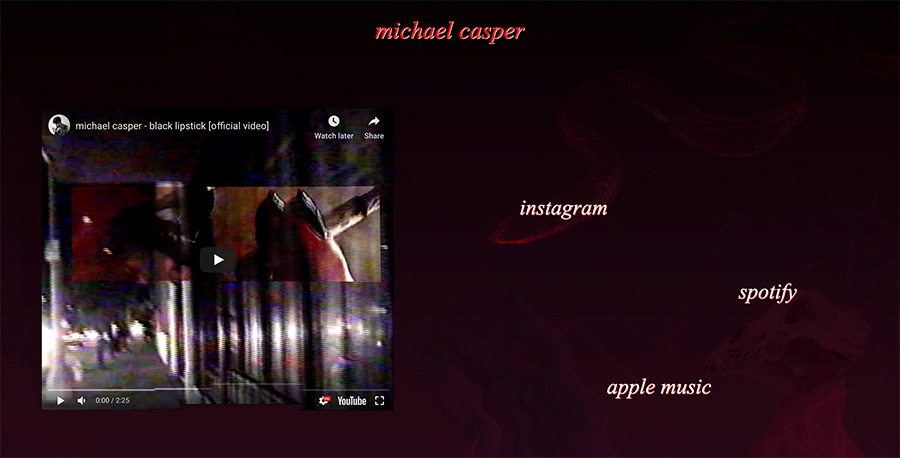 michael casper
michael casper - black lipstick [official video]
Watch later
Share
instagram
spotify
apple music
0:00 / 2:25
YouTube